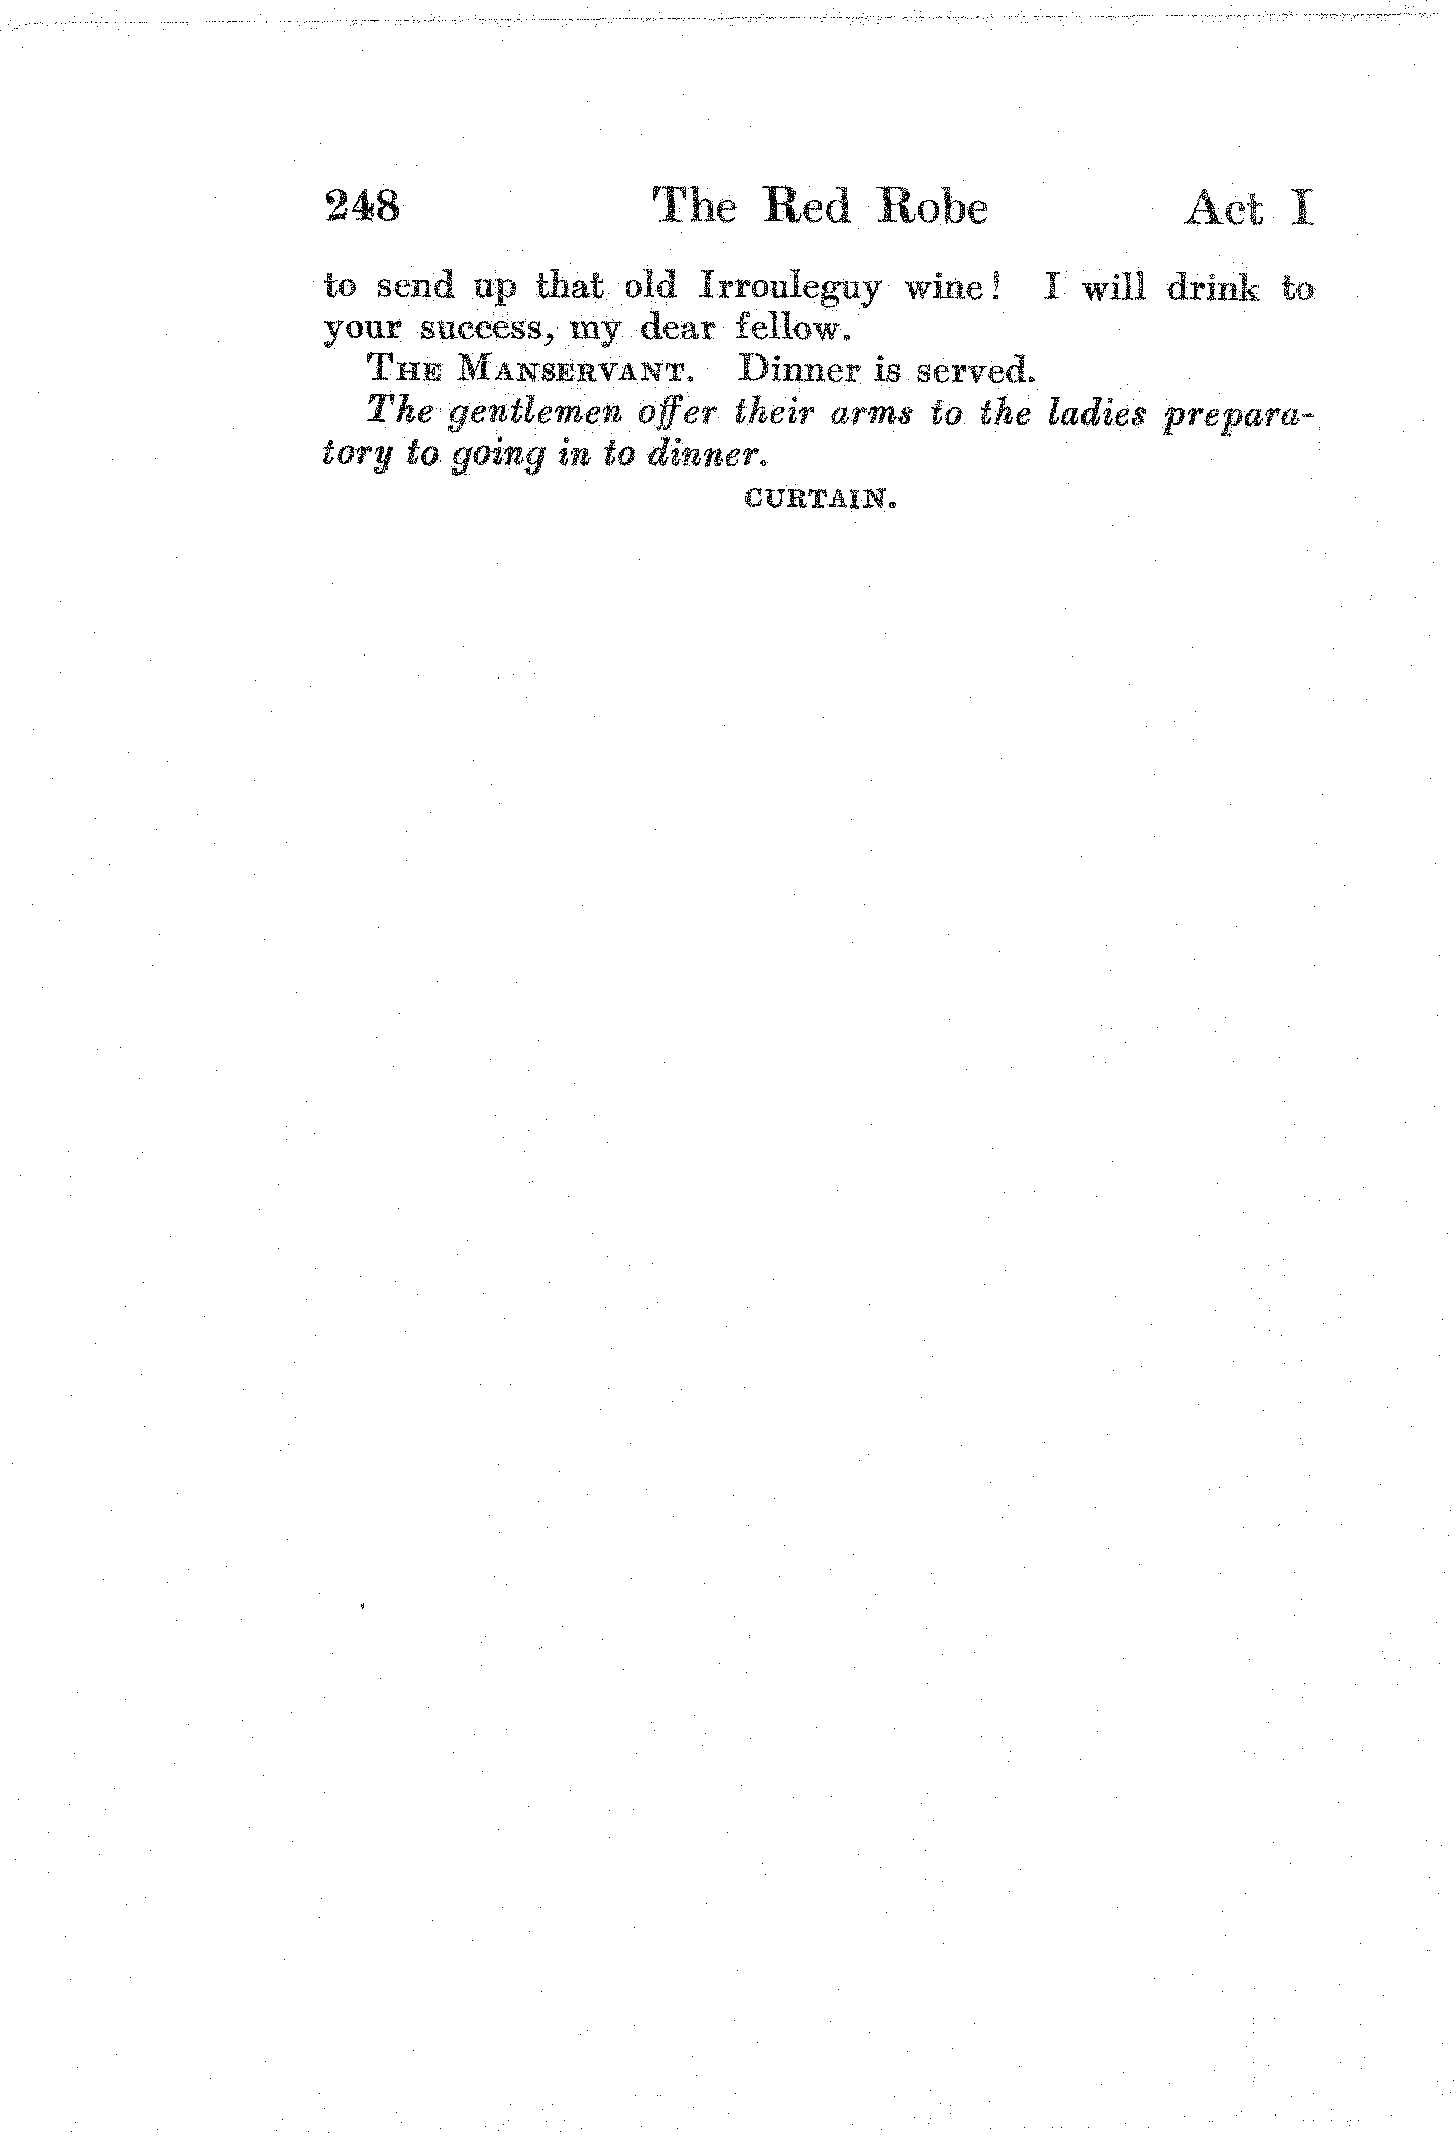 248 The Red Robe Act I
to send up that old Irrouleguy wine! I will drink to
your success, my dear fellow.
THE MANSERVANT. Dinner is served.
The gentlemen offer their arms to the ladies prepara-
tory to going in to dinner.
CURTAIN.